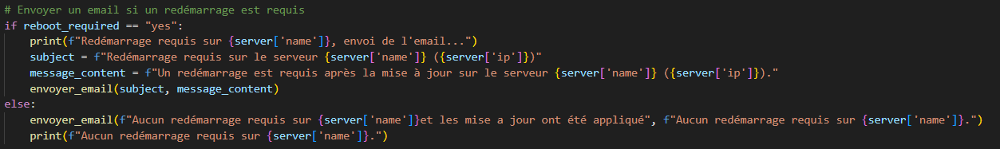 # Envoyer un email si un redémarrage est requis
if reboot_required == "yes":
    print(f"Redémarrage requis sur {server['name']}, envoi de l'email...")
    subject = f"Redémarrage requis sur le serveur {server['name']} ({server['ip']})"
    message_content = f"Un redémarrage est requis après la mise à jour sur le serveur {server['name']} ({server['ip']})."
    envoyer_email(subject, message_content)
else:
    envoyer_email(f"Aucun redémarrage requis sur {server['name']}et les mise a jour ont été appliqué", f"Aucun redémarrage requis sur {server['name']}.")
    print(f"Aucun redémarrage requis sur {server['name']}.")